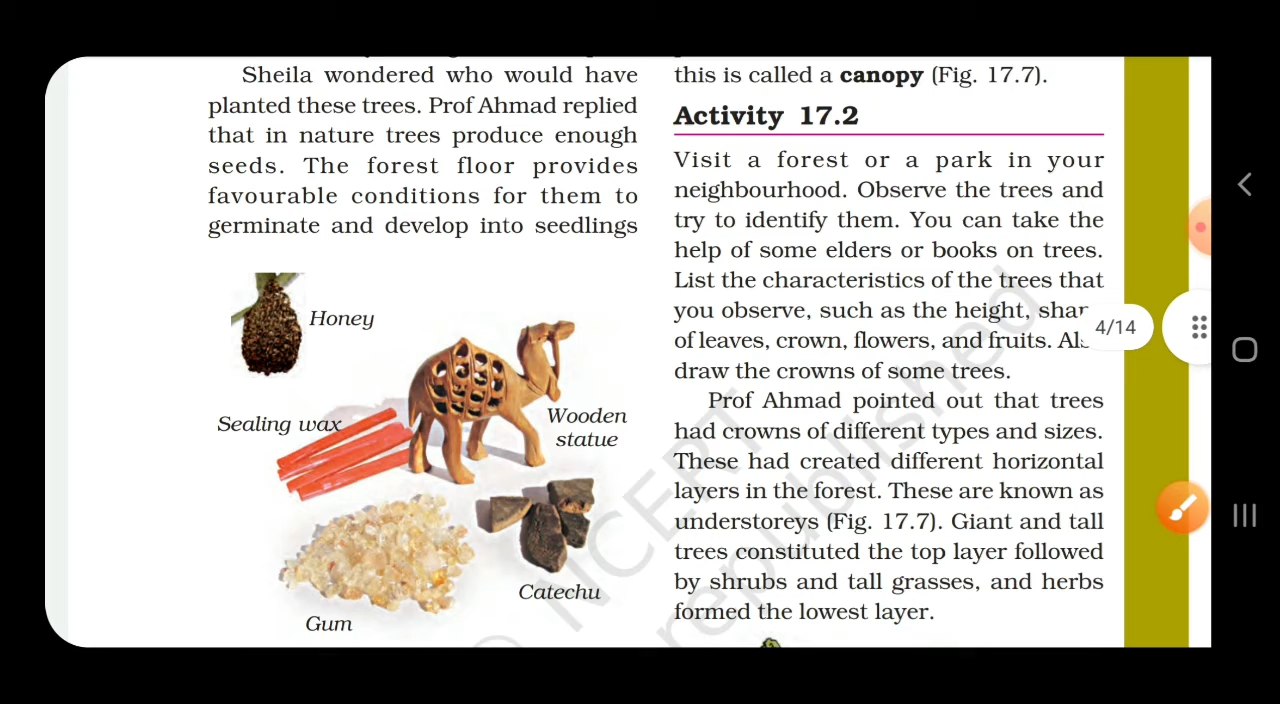 Sheila wondered who would have
planted these trees. Prof Ahmad replied
that in nature trees produce enough
seeds. The forest floor provides
favourable conditions for them to
germinate and develop into seedlings
Honey
Sealing wax
Wooden
statue
Catechu
Gum
this is called a canopy (Fig. 17.7).
Activity 17.2
Visit a forest or a park in your
neighbourhood. Observe the trees and
try to identify them. You can take the
help of some elders or books on trees.
List the characteristics of the trees that
you observe, such as the height,
of leaves, crown, flowers, and fruits.
draw the crowns of some trees.
Prof Ahmad pointed out that trees
had crowns of different types and sizes.
These had created different horizontal
layers in the forest. These are known as
understoreys (Fig. 17.7). Giant and tall
trees constituted the top layer followed
by shrubs and tall grasses, and herbs
formed the lowest layer.
4/14
© NCERT
republished